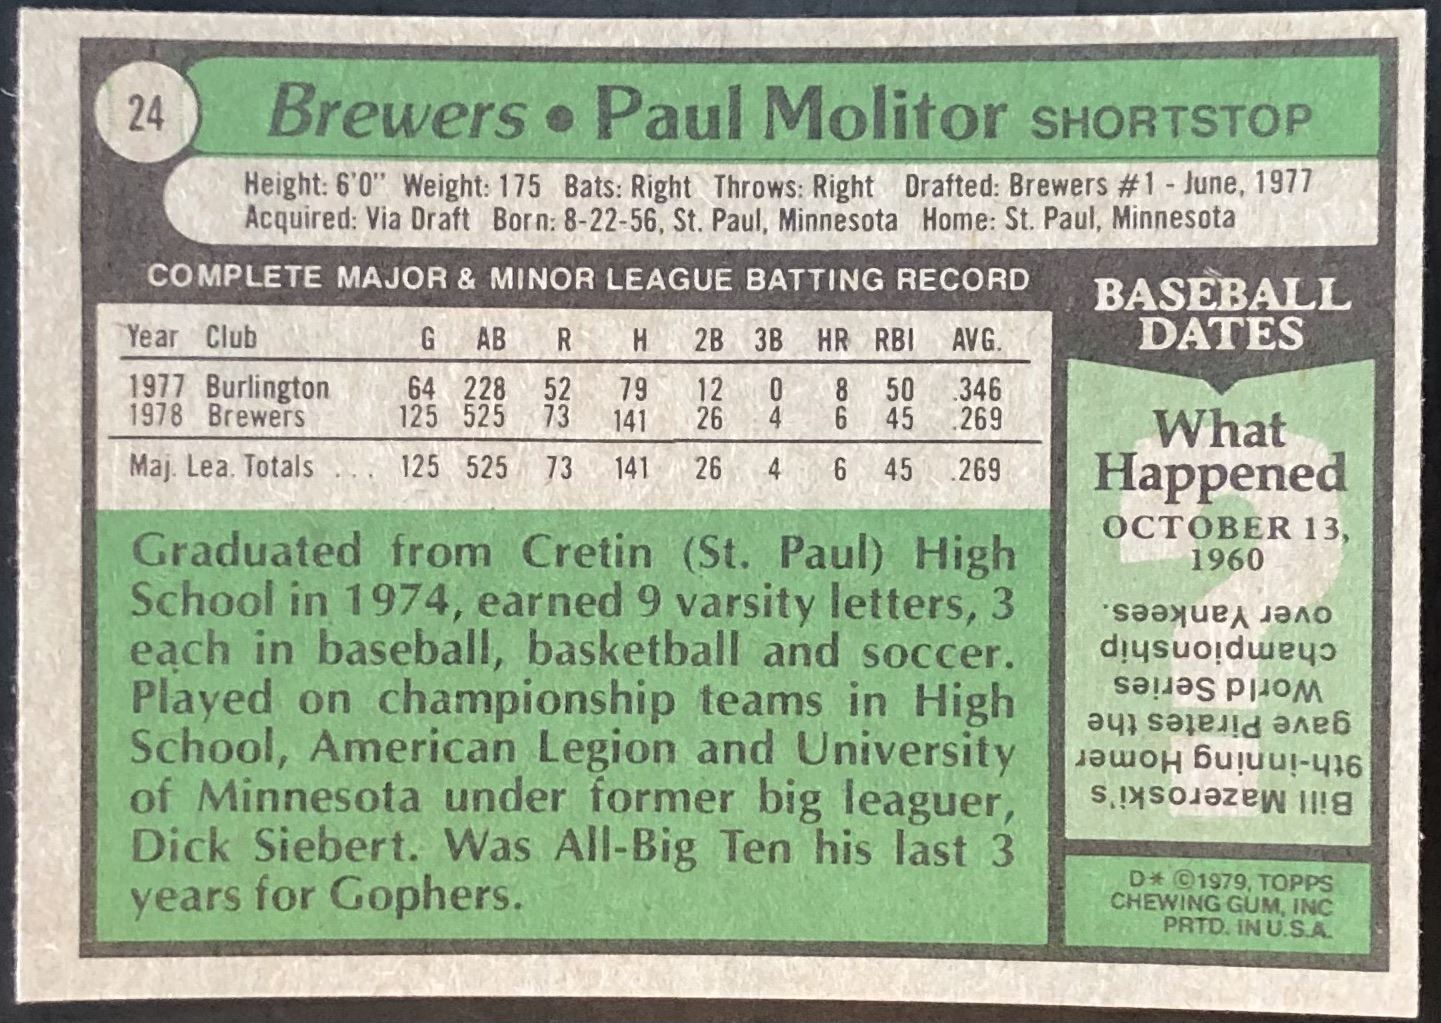 24
Brewers • Paul Molitor SHORTSTOP
Height: 6'0" Weight: 175 Bats: Right Throws: Right Drafted: Brewers #1 - June, 1977
Acquired: Via Draft Born: 8-22-56, St. Paul, Minnesota Home: St. Paul, Minnesota
COMPLETE MAJOR & MINOR LEAGUE BATTING RECORD
Year Club G AB R H 2B 3B HR RBI AVG.
1977 Burlington 64 228 52 79 12 0 8 50 .346
1978 Brewers 125 525 73 141 26 4 6 45 .269
Maj. Lea. Totals . . . 125 525 73 141 26 4 6 45 .269
Graduated from Cretin (St. Paul) High
School in 1974, earned 9 varsity letters, 3
each in baseball, basketball and soccer.
Played on championship teams in High
School, American Legion and University
of Minnesota under former big leaguer,
Dick Siebert. Was All-Big Ten his last 3
years for Gophers.
BASEBALL
DATES
What
Happened
OCTOBER 13,
1960
Bill Mazeroski's
9th-inning Homer
gave Pirates the
World Series
championship
over Yankees.
D* ©1979, TOPPS
CHEWING GUM, INC
PRTD. IN U.S.A.